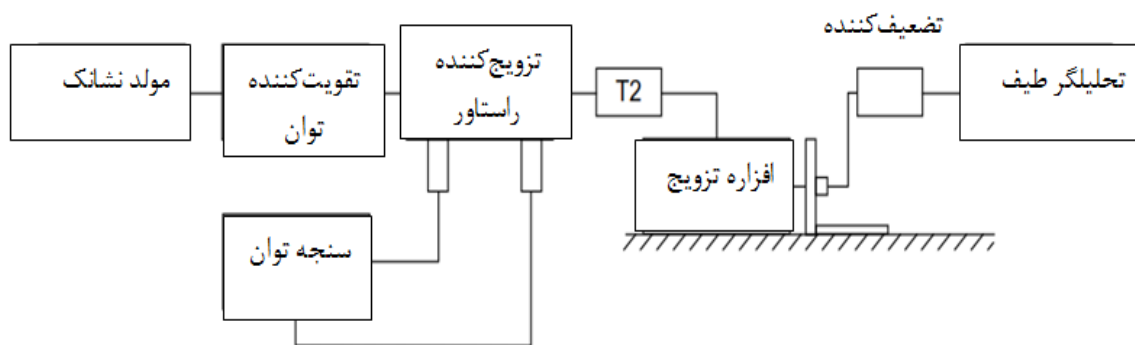 مولد نشانک
تقویت‌کننده
توان
تزویج‌کننده
راستاور
T2
افزاره تزویج
تضعیف‌کننده
تحلیلگر طیف
سنجه توان